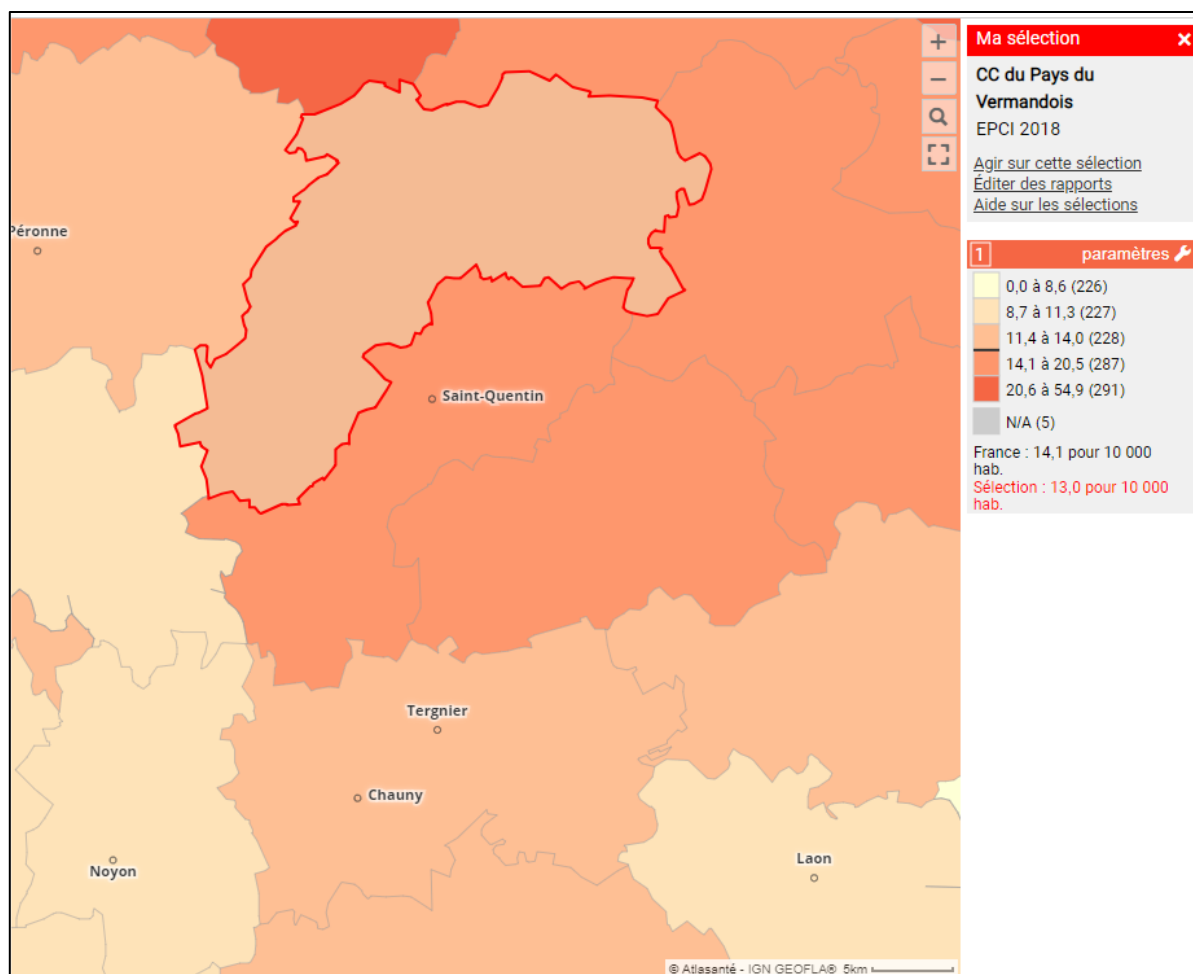 Péronne
Saint-Quentin
Tergnier
Chauny
Noyon
Laon
© Atlasanté - IGN GEOFLA® 5km
+
−
Ma sélection ×
CC du Pays du
Vermandois
EPCI 2018
Agir sur cette sélection
Éditer des rapports
Aide sur les sélections
1 paramètres
0,0 à 8,6 (226)
8,7 à 11,3 (227)
11,4 à 14,0 (228)
14,1 à 20,5 (287)
20,6 à 54,9 (291)
N/A (5)
France : 14,1 pour 10 000
hab.
Sélection : 13,0 pour 10 000
hab.